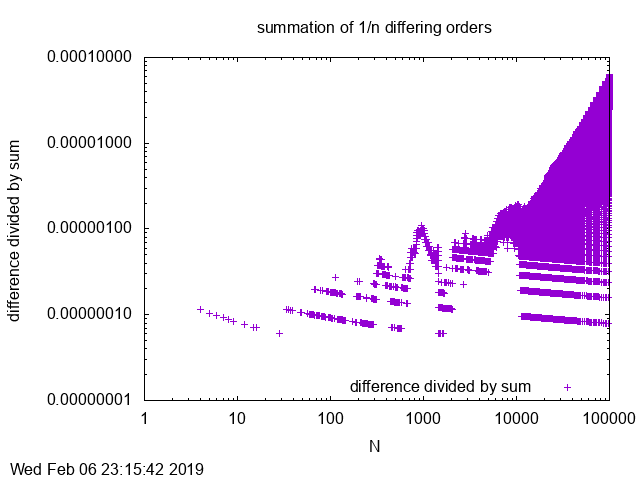 summation of 1/n differing orders
0.00010000
0.00001000
0.00000100
0.00000010
0.00000001
difference divided by sum
difference divided by sum
1 10 100 1000 10000 100000
N
Wed Feb 06 23:15:42 2019